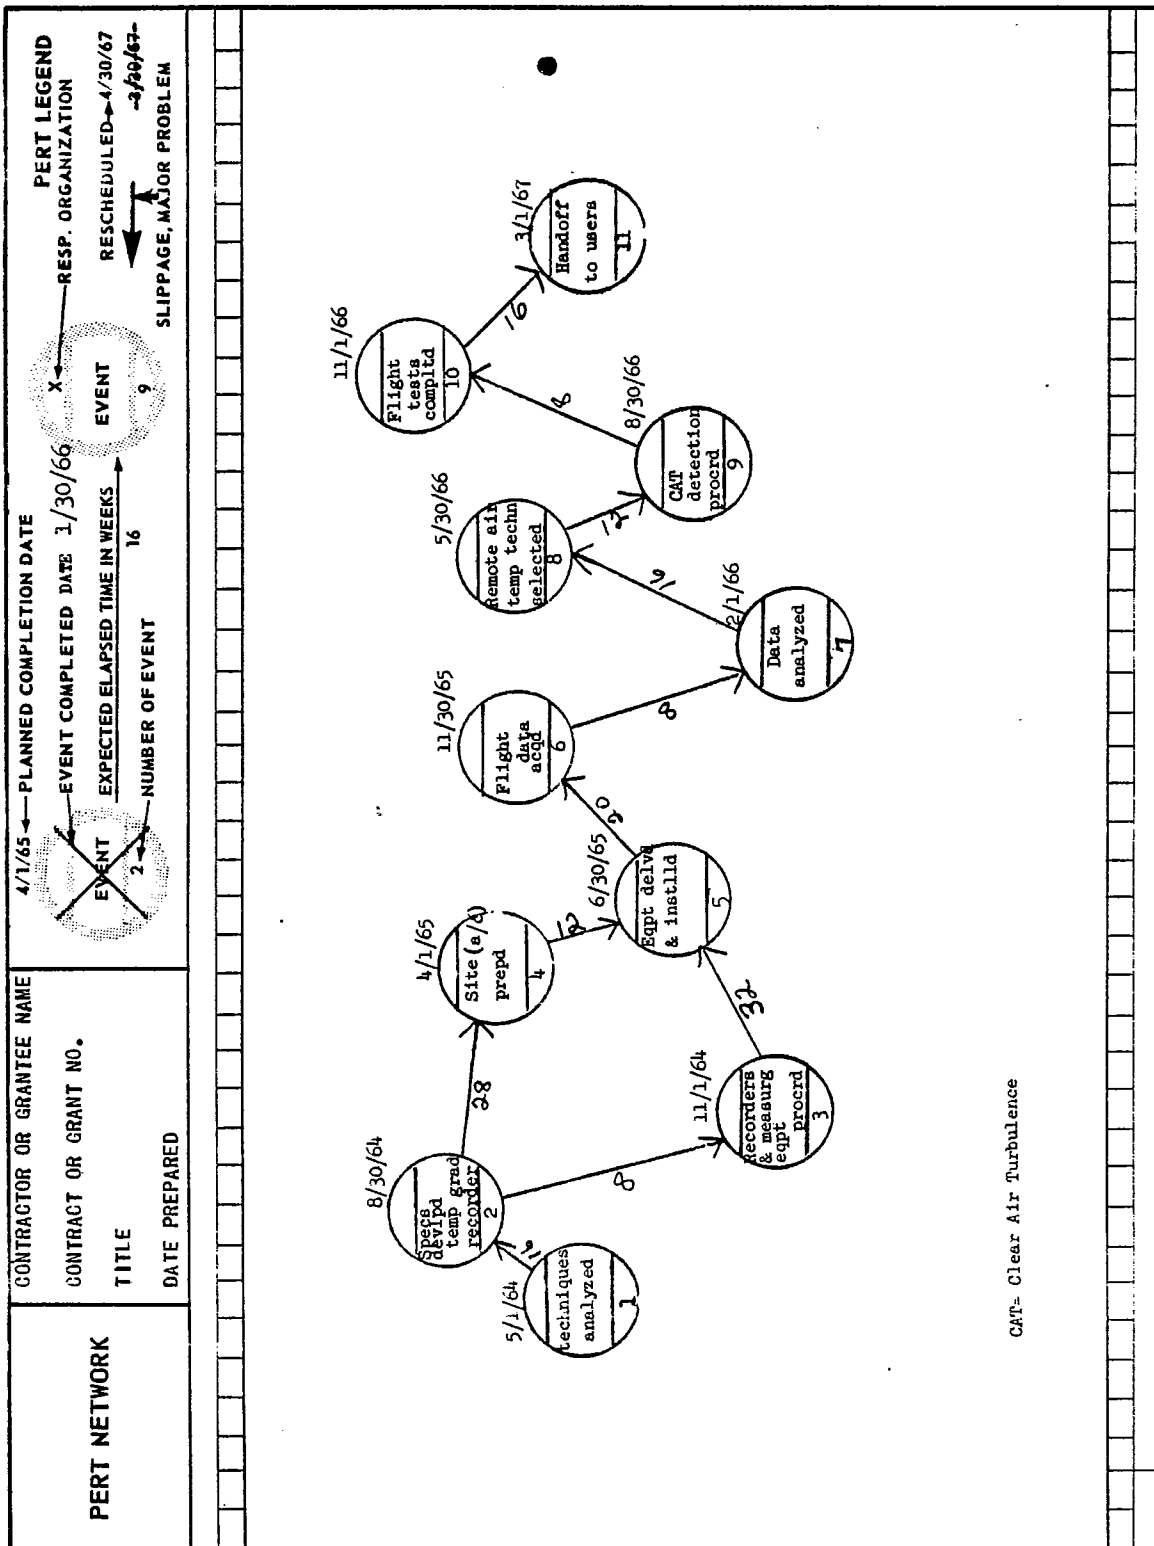 PERT NETWORK
CONTRACTOR OR GRANTEE NAME
CONTRACT OR GRANT NO.
TITLE
DATE PREPARED
PERT LEGEND
4/1/65 PLANNED COMPLETION DATE
EVENT COMPLETED DATE 1/30/66
EXPECTED ELAPSED TIME IN WEEKS
16
NUMBER OF EVENT
EVENT
2
X
RESP. ORGANIZATION
EVENT
9
RESCHEDULED 4/30/67
3/30/67
SLIPPAGE, MAJOR PROBLEM
5/1/64
techniques
analyzed
1
16
8/30/64
Specs
devlpd
temp grad
recorder
2
28
8
11/1/64
Recorders
& measurg
eqpt
procrd
3
32
4/1/65
Site (a/c)
prepd
4
12
6/30/65
Eqpt delvd
& instlld
5
20
11/30/65
Flight
data
acqd
6
8
2/1/66
Data
analyzed
7
16
5/30/66
Remote air
temp techn
selected
8
12
8/30/66
CAT
detection
procrd
9
8
11/1/66
Flight
tests
compltd
10
16
3/1/67
Handoff
to users
11
CAT= Clear Air Turbulence